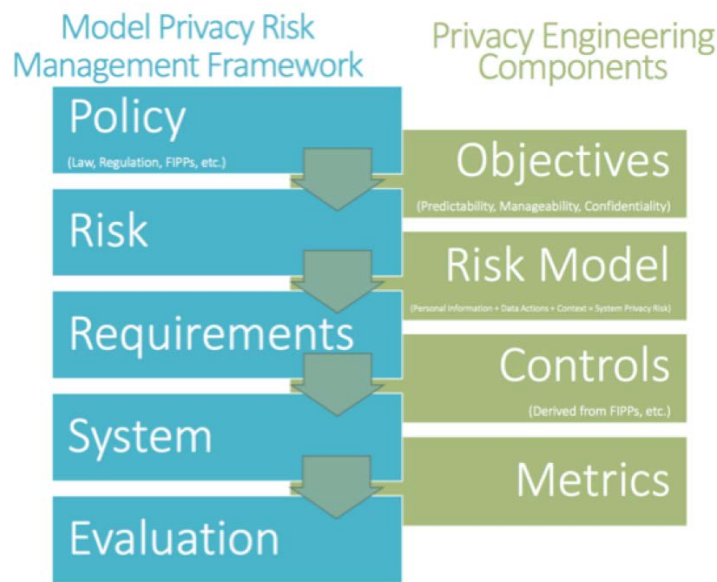 Model Privacy Risk
Management Framework
Privacy Engineering
Components
Policy
(Law, Regulation, FIPPs, etc.)
Objectives
(Predictability, Manageability, Confidentiality)
Risk
Risk Model
(Personal Information + Data Actions + Context = System Privacy Risk)
Requirements
Controls
(Derived from FIPPs, etc.)
System
Metrics
Evaluation